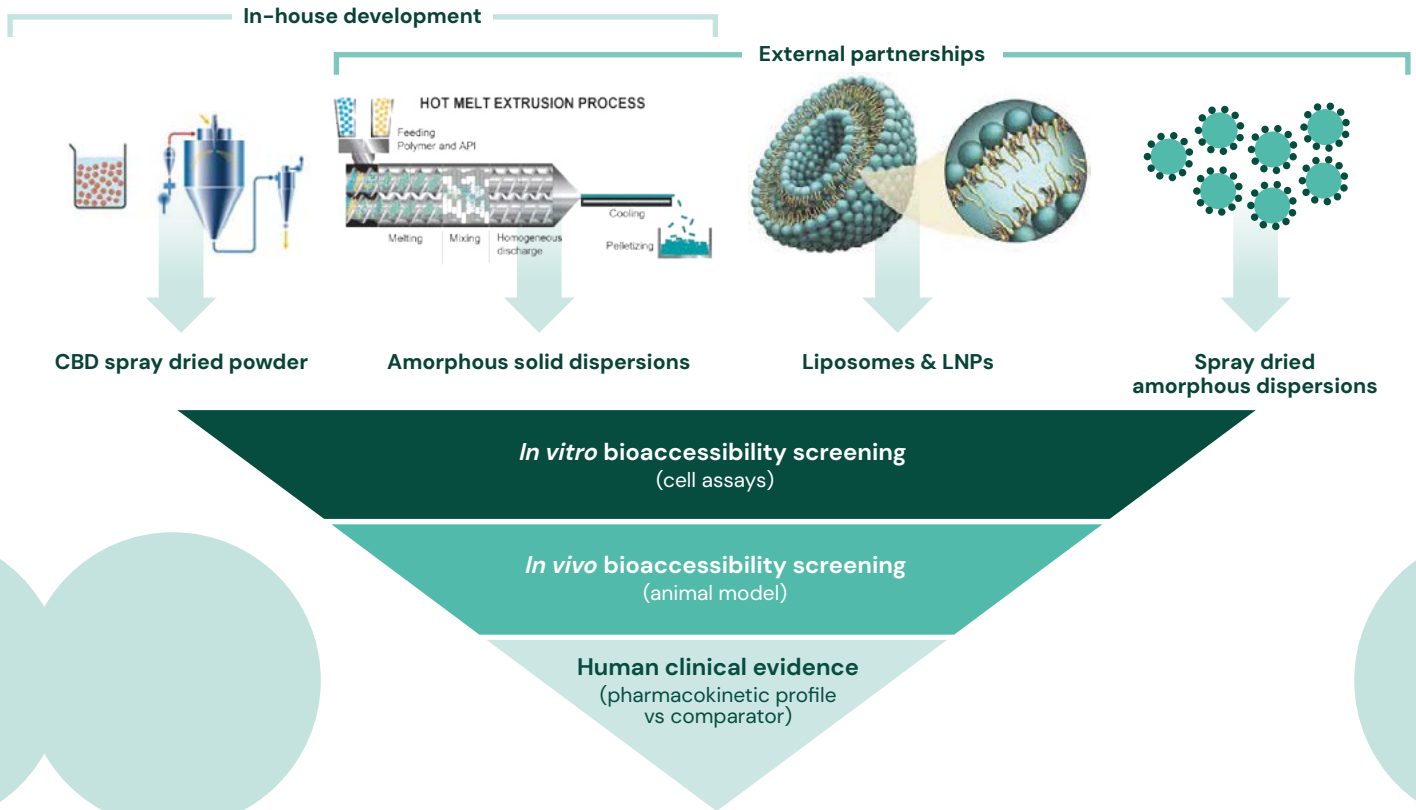 In-house development
External partnerships
HOT MELT EXTRUSION PROCESS
Feeding
Polymer and API
Melting
Mixing
Homogeneous
discharge
Cooling
Pelletizing
CBD spray dried powder
Amorphous solid dispersions
Liposomes & LNPs
Spray dried
amorphous dispersions
In vitro bioaccessibility screening
(cell assays)
In vivo bioaccessibility screening
(animal model)
Human clinical evidence
(pharmacokinetic profile
vs comparator)